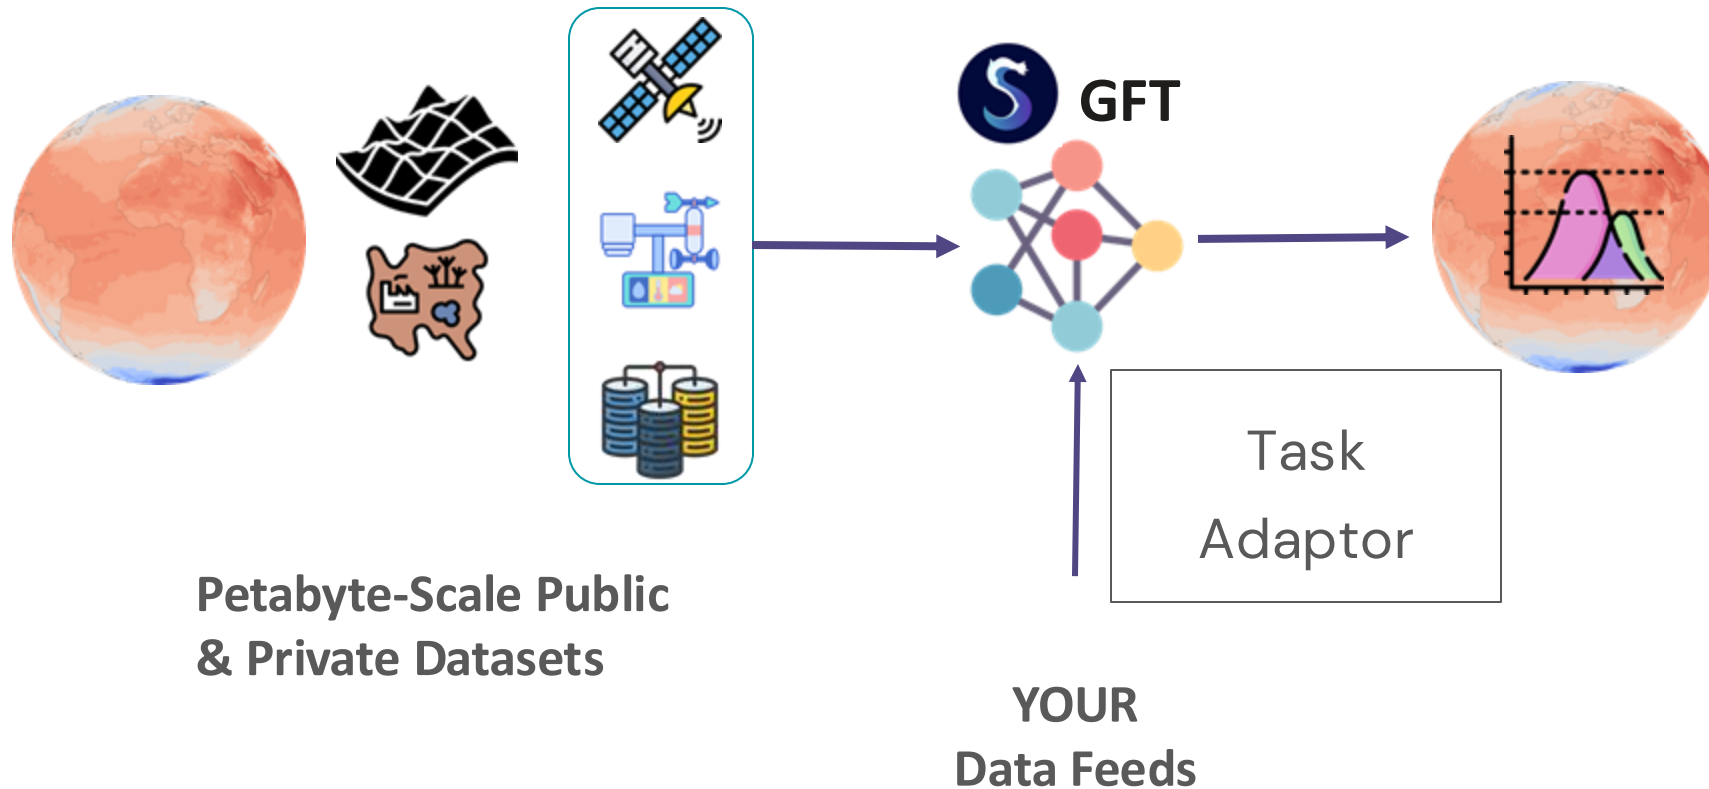 GFT
Task
Adaptor
Petabyte-Scale Public
& Private Datasets
YOUR
Data Feeds